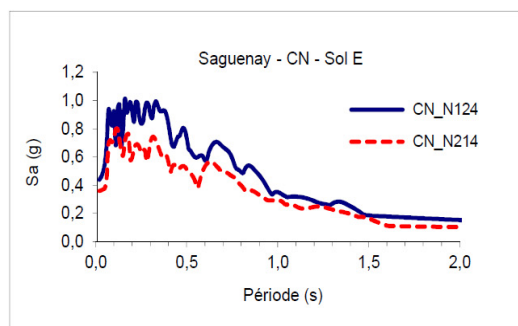 Saguenay - CN - Sol E
1,2
1,0
0,8
0,6
0,4
0,2
0,0
Sa (g)
CN_N124
CN_N214
0,0 0,5 1,0 1,5 2,0
Période (s)